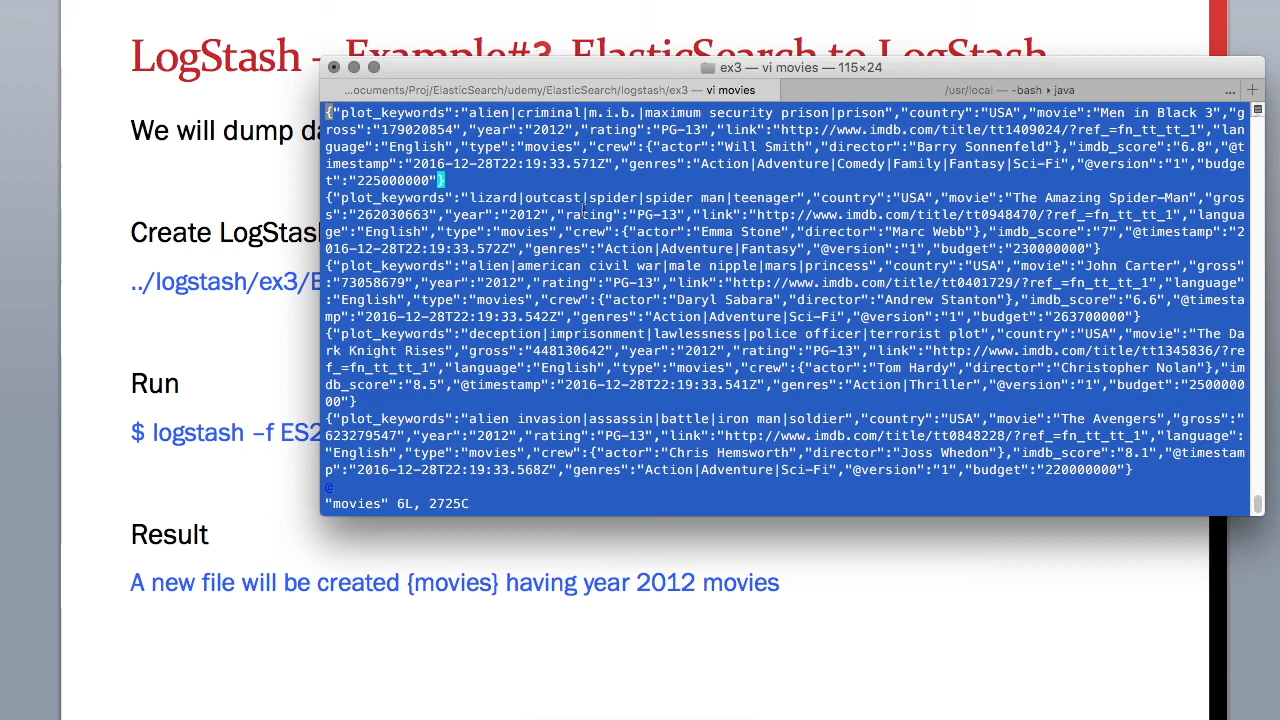 LogStash – Example#3 ElasticSearch to LogStash
ex3 — vi movies — 115×24
...ocuments/Proj/ElasticSearch/udemy/ElasticSearch/logstash/ex3 — vi movies
/usr/local — -bash ▸ java ... +
We will dump da
{"plot_keywords":"alien|criminal|m.i.b.|maximum security prison|prison","country":"USA","movie":"Men in Black 3","g
ross":"179020854","year":"2012","rating":"PG-13","link":"http://www.imdb.com/title/tt1409024/?ref_=fn_tt_tt_1","lan
guage":"English","type":"movies","crew":{"actor":"Will Smith","director":"Barry Sonnenfeld"},"imdb_score":"6.8","@t
imestamp":"2016-12-28T22:19:33.571Z","genres":"Action|Adventure|Comedy|Family|Fantasy|Sci-Fi","@version":"1","budge
t":"225000000"}
{"plot_keywords":"lizard|outcast|spider|spider man|teenager","country":"USA","movie":"The Amazing Spider-Man","gros
s":"262030663","year":"2012","rating":"PG-13","link":"http://www.imdb.com/title/tt0948470/?ref_=fn_tt_tt_1","langua
ge":"English","type":"movies","crew":{"actor":"Emma Stone","director":"Marc Webb"},"imdb_score":"7","@timestamp":"2
016-12-28T22:19:33.572Z","genres":"Action|Adventure|Fantasy","@version":"1","budget":"230000000"}
{"plot_keywords":"alien|american civil war|male nipple|mars|princess","country":"USA","movie":"John Carter","gross"
:"73058679","year":"2012","rating":"PG-13","link":"http://www.imdb.com/title/tt0401729/?ref_=fn_tt_tt_1","language"
:"English","type":"movies","crew":{"actor":"Daryl Sabara","director":"Andrew Stanton"},"imdb_score":"6.6","@timesta
mp":"2016-12-28T22:19:33.542Z","genres":"Action|Adventure|Sci-Fi","@version":"1","budget":"263700000"}
{"plot_keywords":"deception|imprisonment|lawlessness|police officer|terrorist plot","country":"USA","movie":"The Da
rk Knight Rises","gross":"448130642","year":"2012","rating":"PG-13","link":"http://www.imdb.com/title/tt1345836/?re
f_=fn_tt_tt_1","language":"English","type":"movies","crew":{"actor":"Tom Hardy","director":"Christopher Nolan"},"im
db_score":"8.5","@timestamp":"2016-12-28T22:19:33.541Z","genres":"Action|Thriller","@version":"1","budget":"2500000
00"}
{"plot_keywords":"alien invasion|assassin|battle|iron man|soldier","country":"USA","movie":"The Avengers","gross":"
623279547","year":"2012","rating":"PG-13","link":"http://www.imdb.com/title/tt0848228/?ref_=fn_tt_tt_1","language":
"English","type":"movies","crew":{"actor":"Chris Hemsworth","director":"Joss Whedon"},"imdb_score":"8.1","@timestam
p":"2016-12-28T22:19:33.568Z","genres":"Action|Adventure|Sci-Fi","@version":"1","budget":"220000000"}
@
"movies" 6L, 2725C
Create LogStash
../logstash/ex3/E
Run
$ logstash –f ES2
Result
A new file will be created {movies} having year 2012 movies